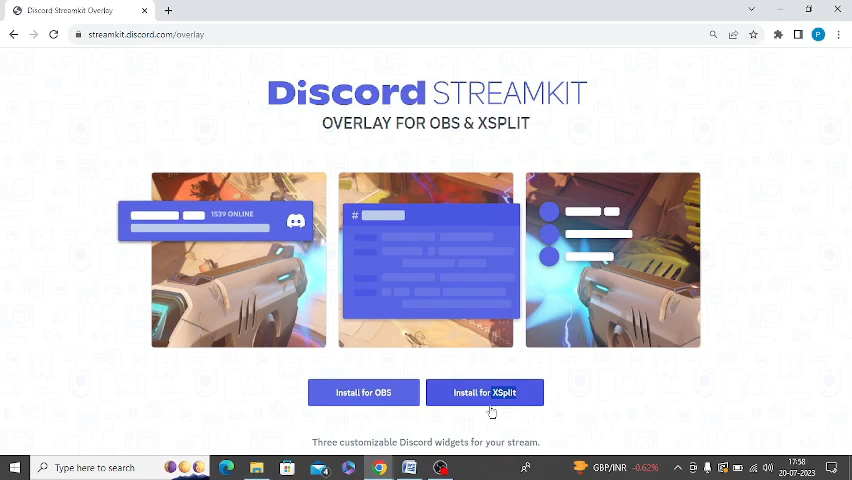 Discord Streamkit Overlay
streamkit.discord.com/overlay
P
Discord STREAMKIT
OVERLAY FOR OBS & XSPLIT
1539 ONLINE
#
Install for OBS
Install for XSplit
Three customizable Discord widgets for your stream.
Type here to search
4
GBP/INR -0.62%
17:58
20-07-2023